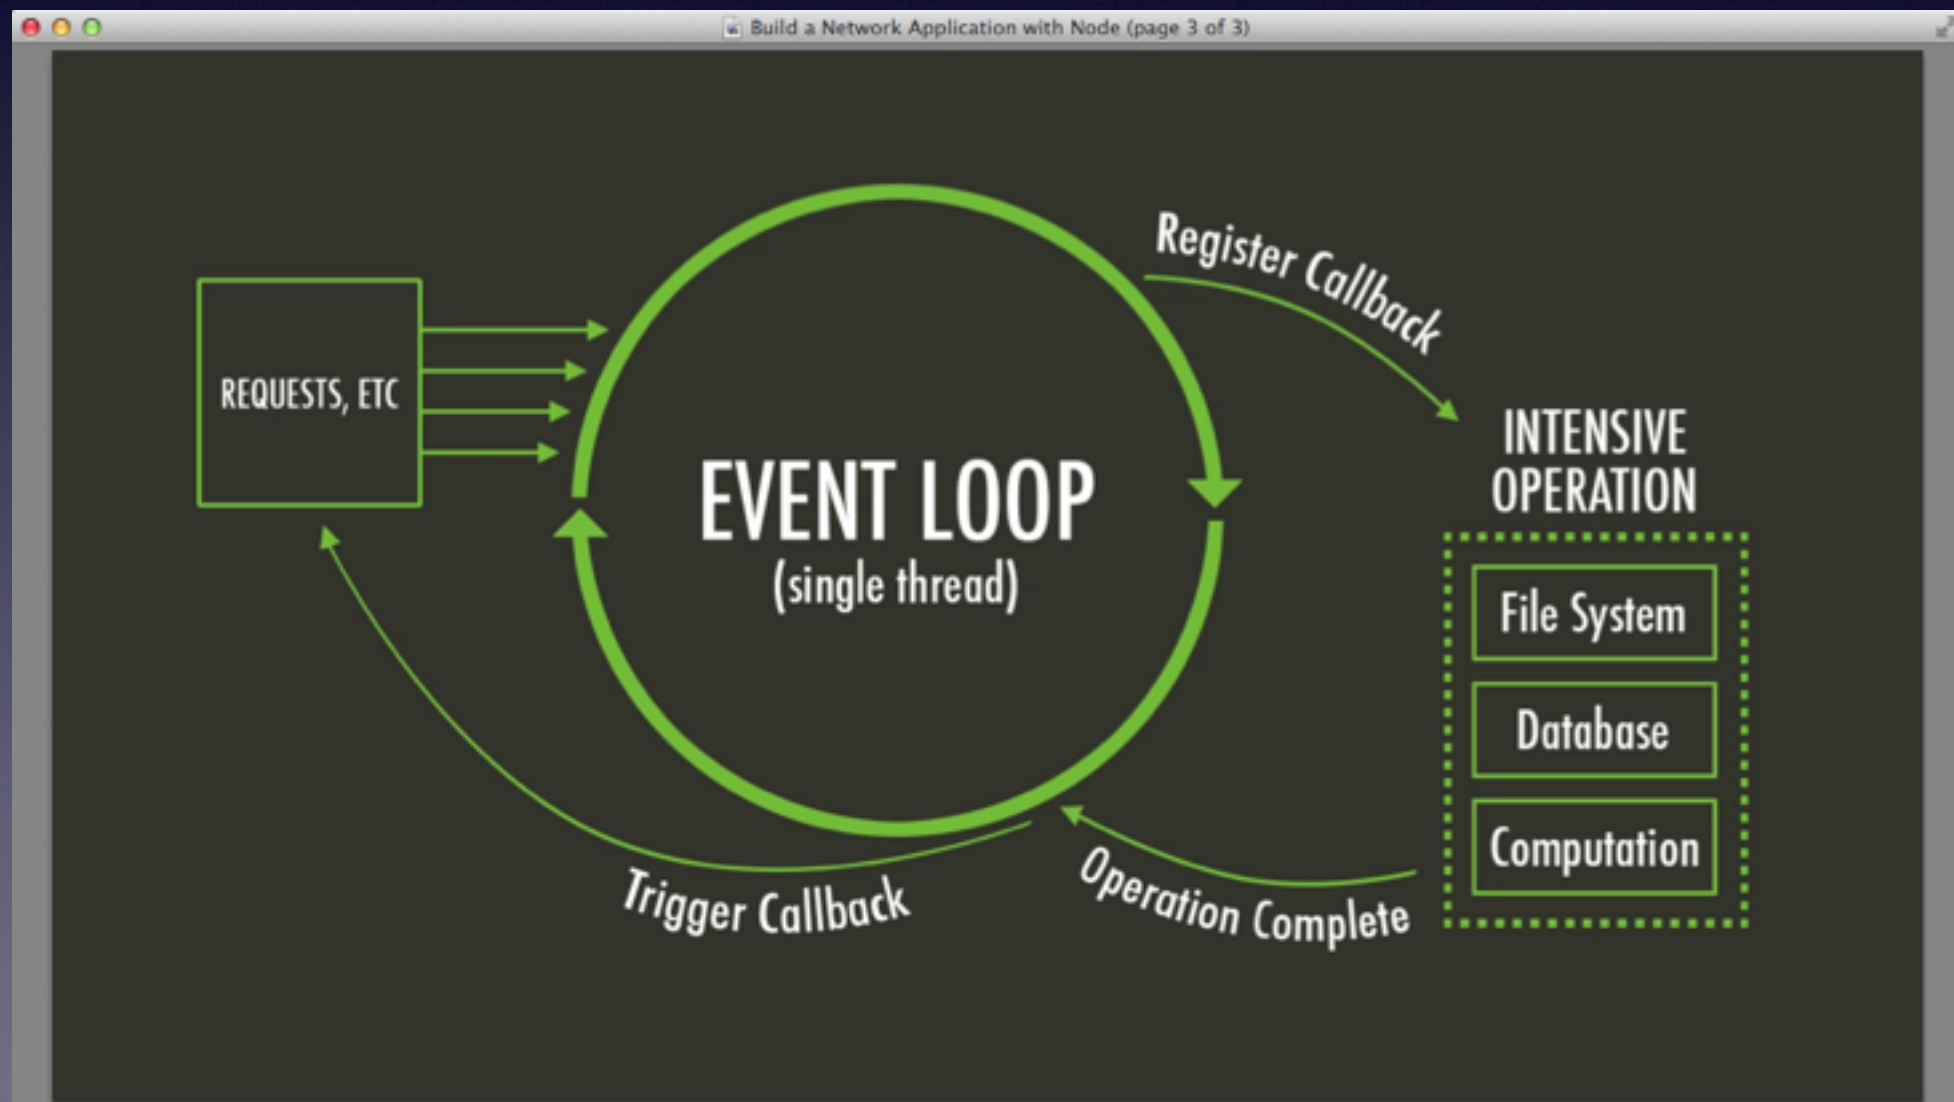 Build a Network Application with Node (page 3 of 3)
REQUESTS, ETC
EVENT LOOP
(single thread)
Register Callback
INTENSIVE
OPERATION
File System
Database
Computation
Operation Complete
Trigger Callback